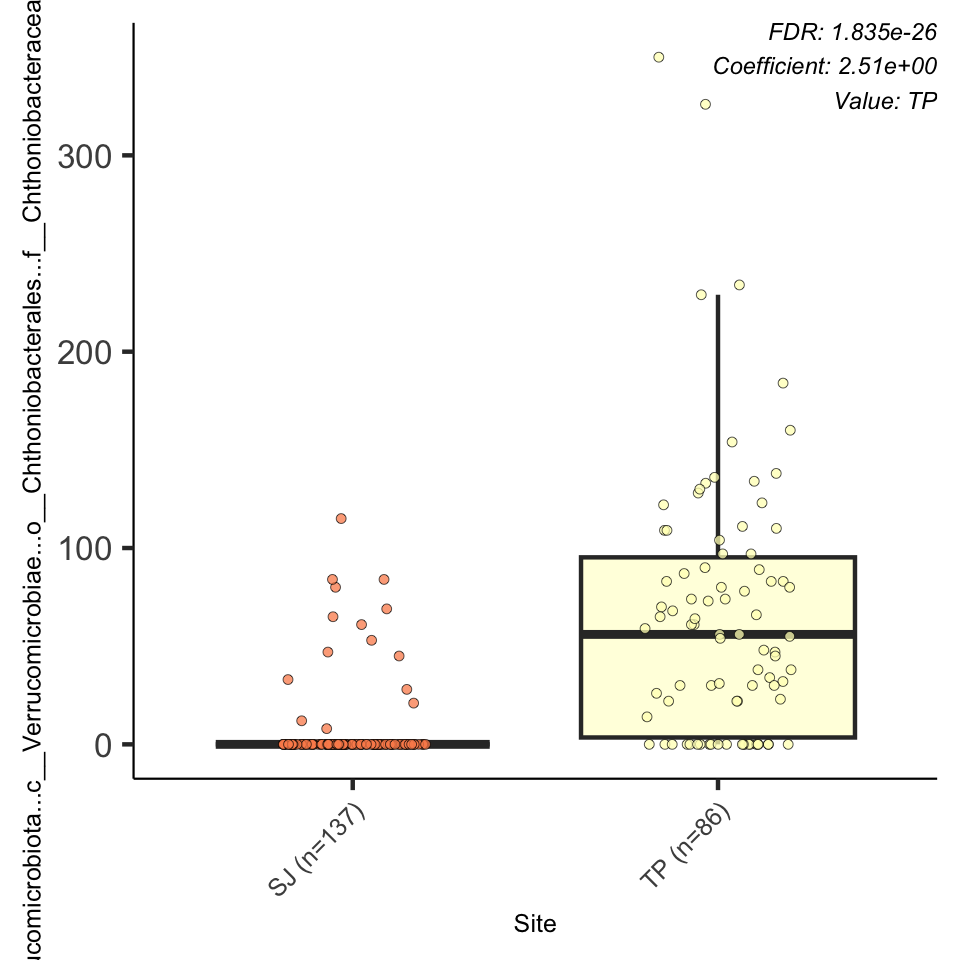 FDR: 1.835e-26
Coefficient: 2.51e+00
Value: TP
ucomicrobiota...c__Verrucomicrobiae...o__Chthoniobacterales...f__Chthoniobacteracea
300
200
100
0
SJ (n=137)
TP (n=86)
Site